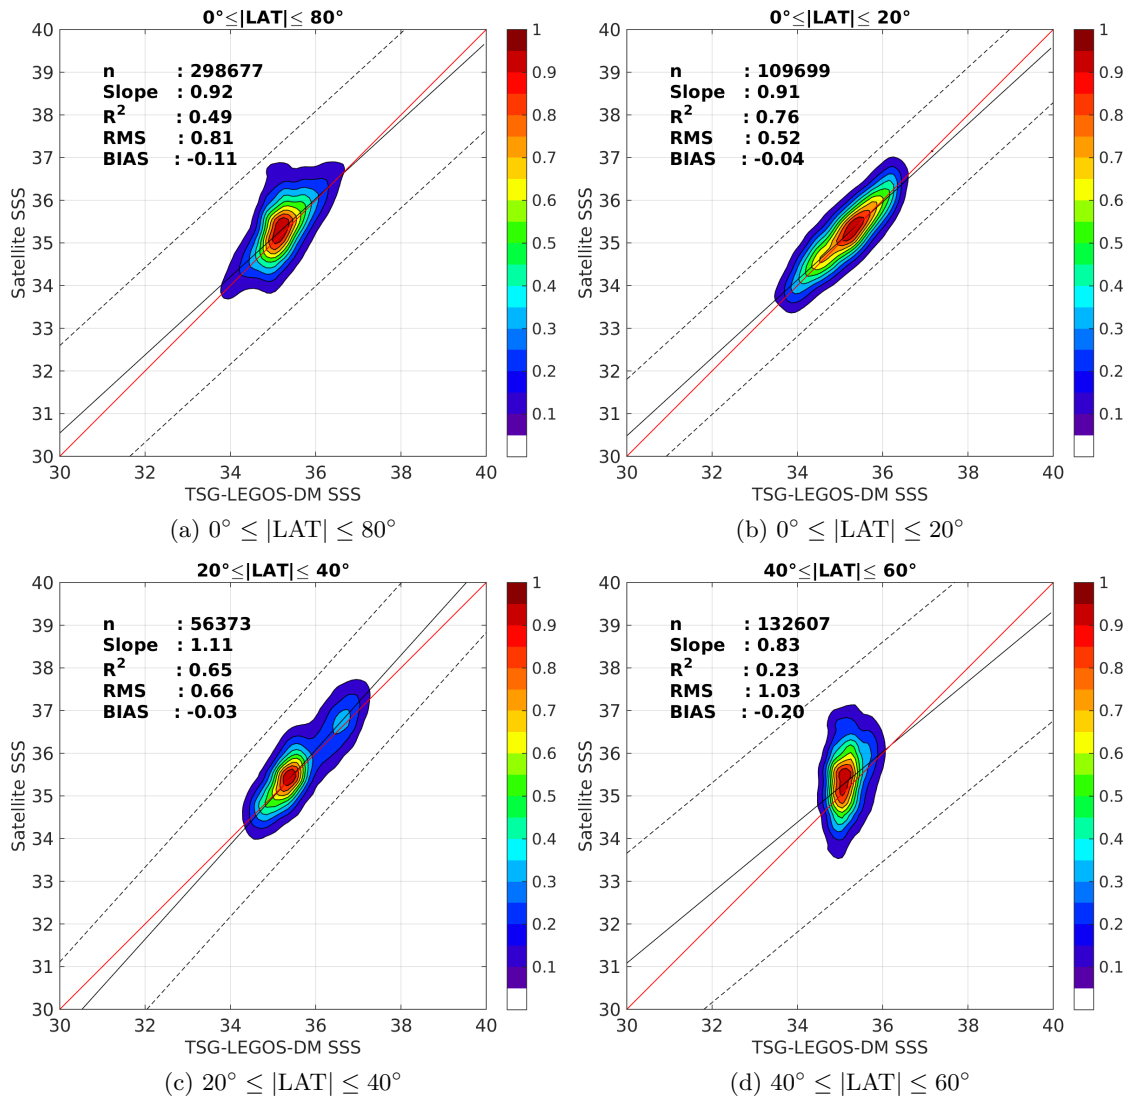 0°≤|LAT|≤ 80°
n : 298677
Slope : 0.92
R² : 0.49
RMS : 0.81
BIAS : -0.11
40
39
38
37
36
35
34
33
32
31
30
Satellite SSS
30 32 34 36 38 40
TSG-LEGOS-DM SSS
1
0.9
0.8
0.7
0.6
0.5
0.4
0.3
0.2
0.1
(a) 0° ≤ |LAT| ≤ 80°
0°≤|LAT|≤ 20°
n : 109699
Slope : 0.91
R² : 0.76
RMS : 0.52
BIAS : -0.04
40
39
38
37
36
35
34
33
32
31
30
Satellite SSS
30 32 34 36 38 40
TSG-LEGOS-DM SSS
1
0.9
0.8
0.7
0.6
0.5
0.4
0.3
0.2
0.1
(b) 0° ≤ |LAT| ≤ 20°
20°≤|LAT|≤ 40°
n : 56373
Slope : 1.11
R² : 0.65
RMS : 0.66
BIAS : -0.03
40
39
38
37
36
35
34
33
32
31
30
Satellite SSS
30 32 34 36 38 40
TSG-LEGOS-DM SSS
1
0.9
0.8
0.7
0.6
0.5
0.4
0.3
0.2
0.1
(c) 20° ≤ |LAT| ≤ 40°
40°≤|LAT|≤ 60°
n : 132607
Slope : 0.83
R² : 0.23
RMS : 1.03
BIAS : -0.20
40
39
38
37
36
35
34
33
32
31
30
Satellite SSS
30 32 34 36 38 40
TSG-LEGOS-DM SSS
1
0.9
0.8
0.7
0.6
0.5
0.4
0.3
0.2
0.1
(d) 40° ≤ |LAT| ≤ 60°